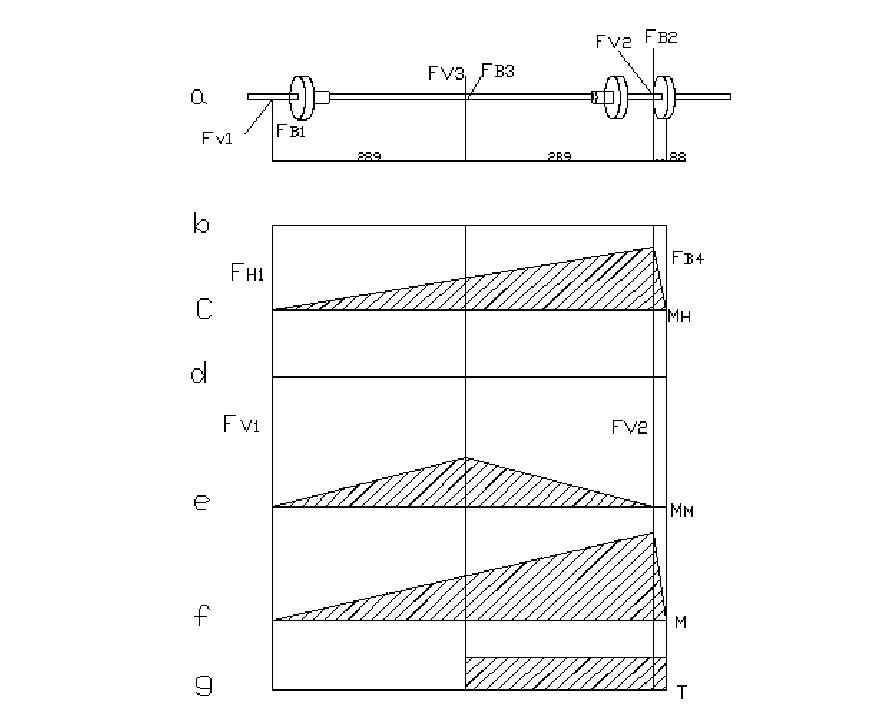 FV3 FB3 FV2 FB2
a
FV1 FB1
289 289 88
b
FH1 FB4
C MH
d
FV1 FV2
e MM
f M
g T